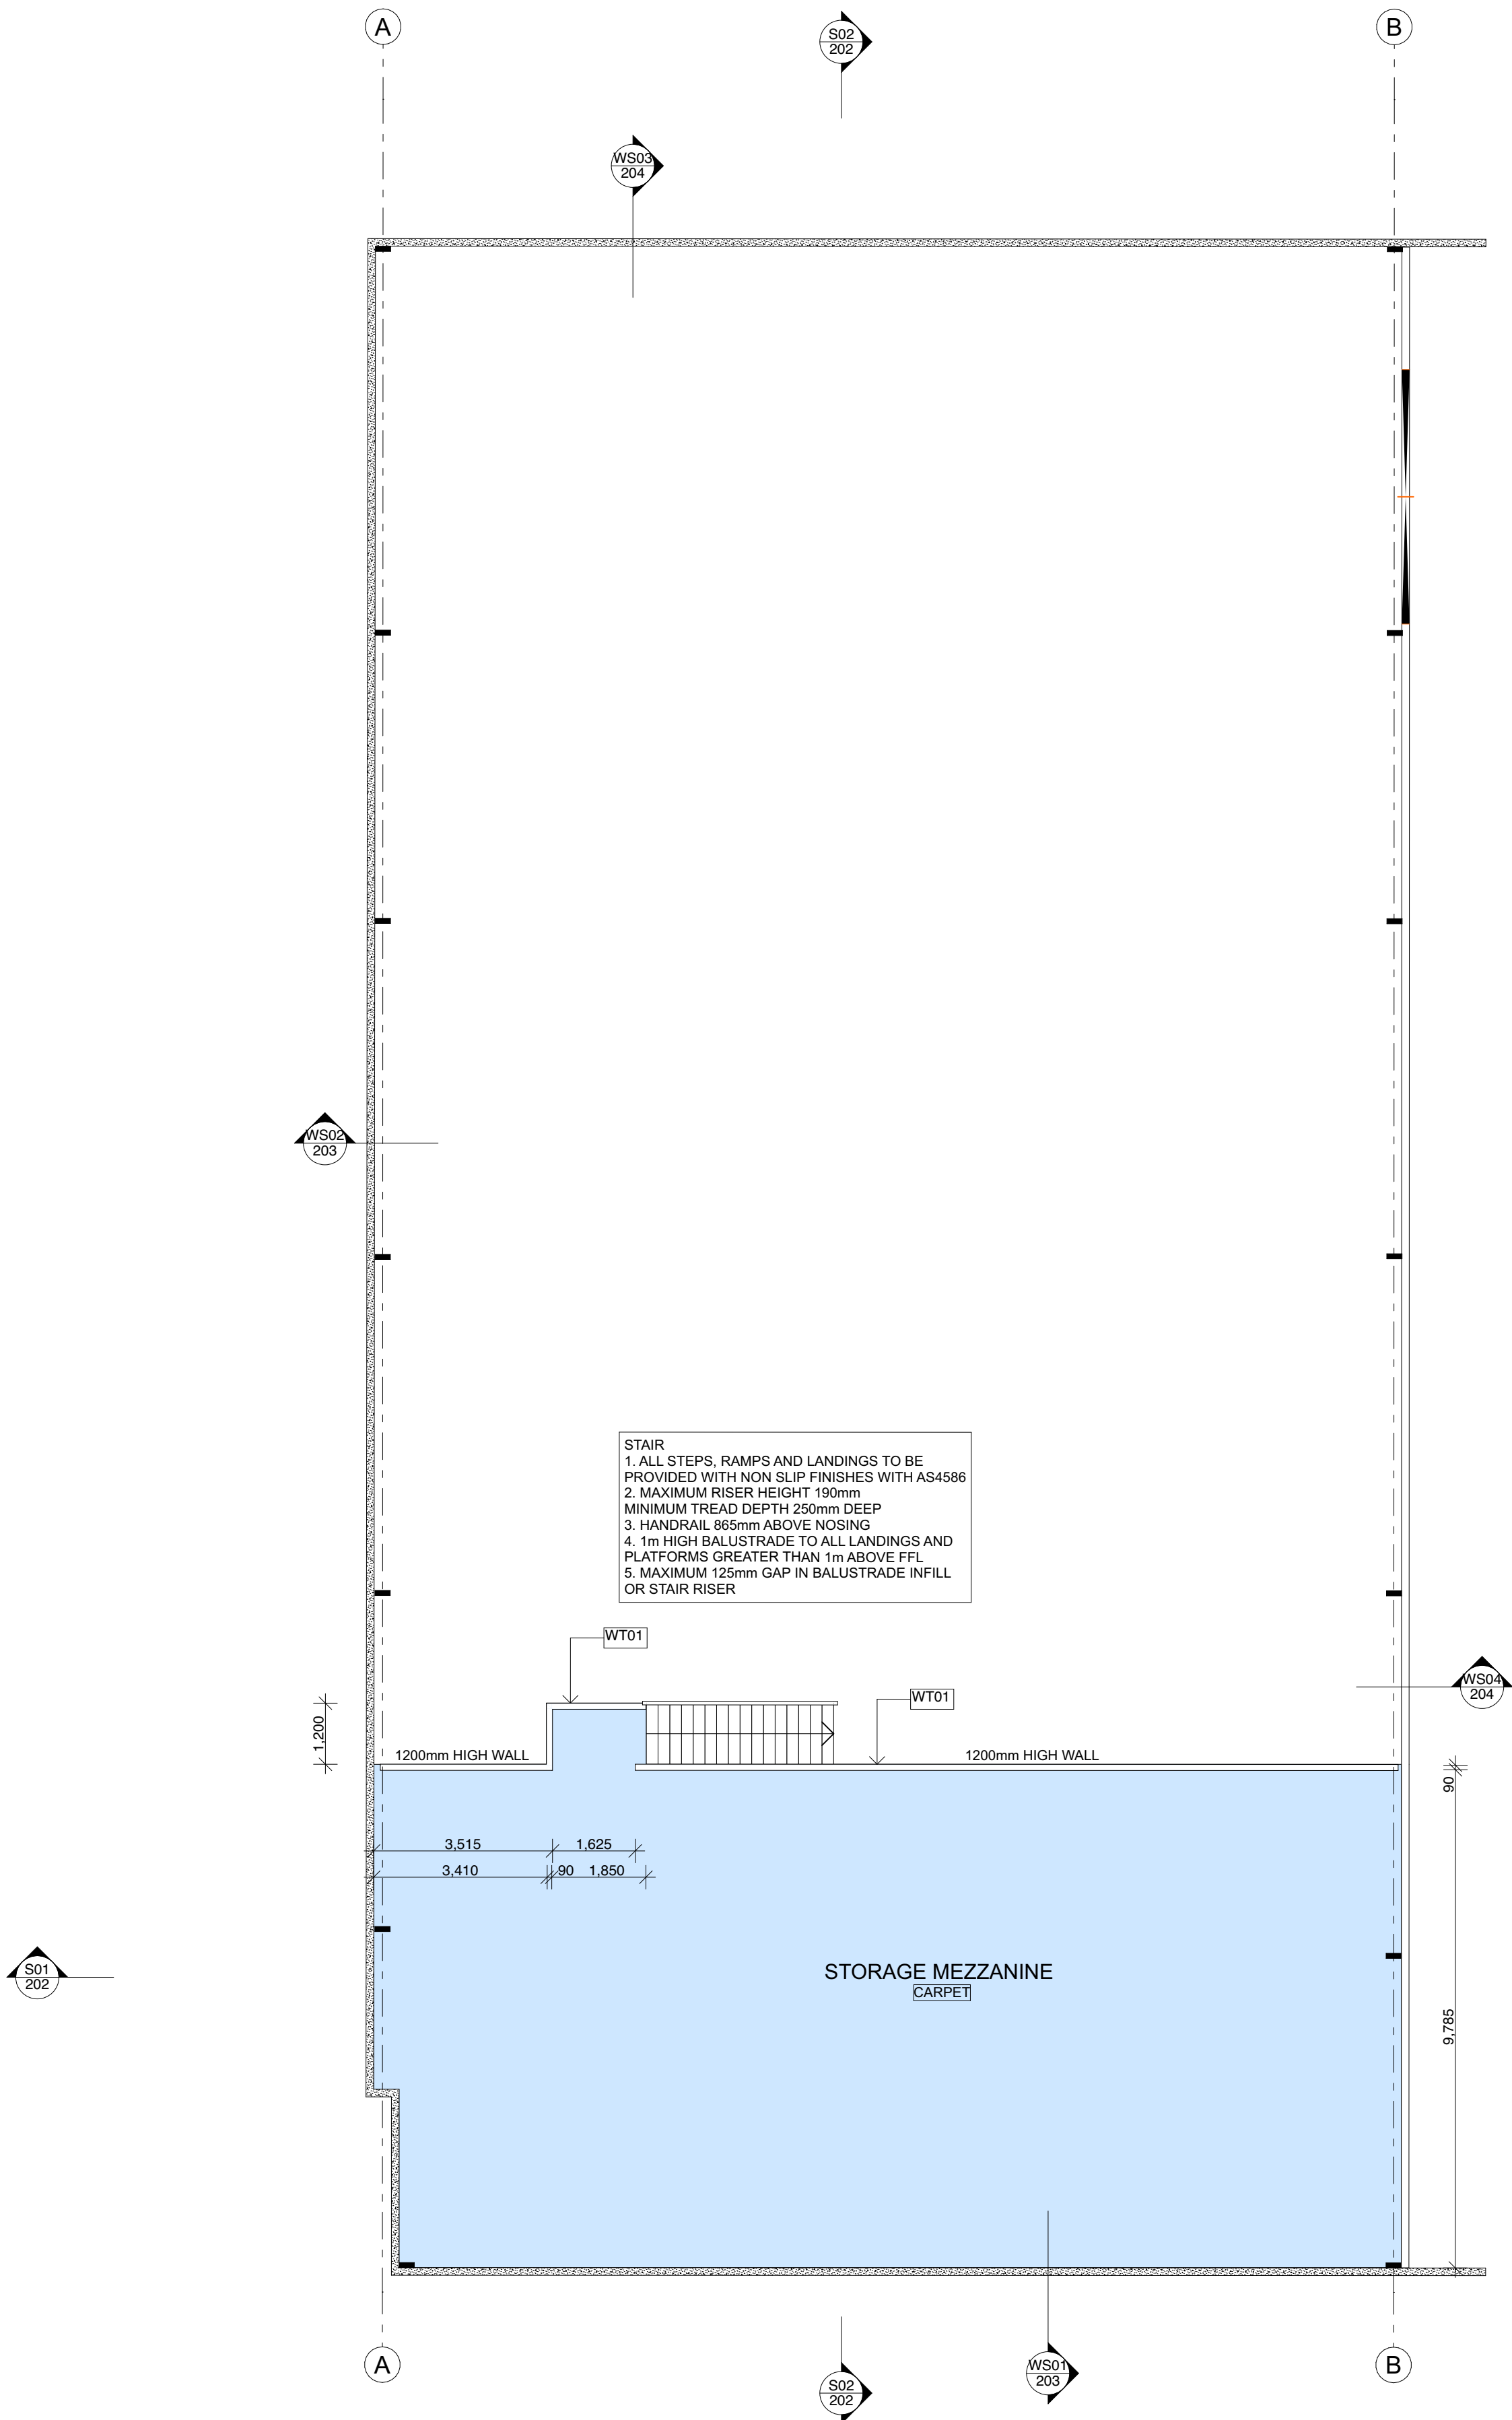 A
B
S02
202
WS03
204
WS02
203
STAIR
1. ALL STEPS, RAMPS AND LANDINGS TO BE
PROVIDED WITH NON SLIP FINISHES WITH AS4586
2. MAXIMUM RISER HEIGHT 190mm
MINIMUM TREAD DEPTH 250mm DEEP
3. HANDRAIL 865mm ABOVE NOSING
4. 1m HIGH BALUSTRADE TO ALL LANDINGS AND
PLATFORMS GREATER THAN 1m ABOVE FFL
5. MAXIMUM 125mm GAP IN BALUSTRADE INFILL
OR STAIR RISER
WT01
WS04
204
WT01
1,200
1200mm HIGH WALL
1200mm HIGH WALL
90
3,515
1,625
3,410
90
1,850
S01
202
STORAGE MEZZANINE
CARPET
9,785
A
B
WS01
203
S02
202